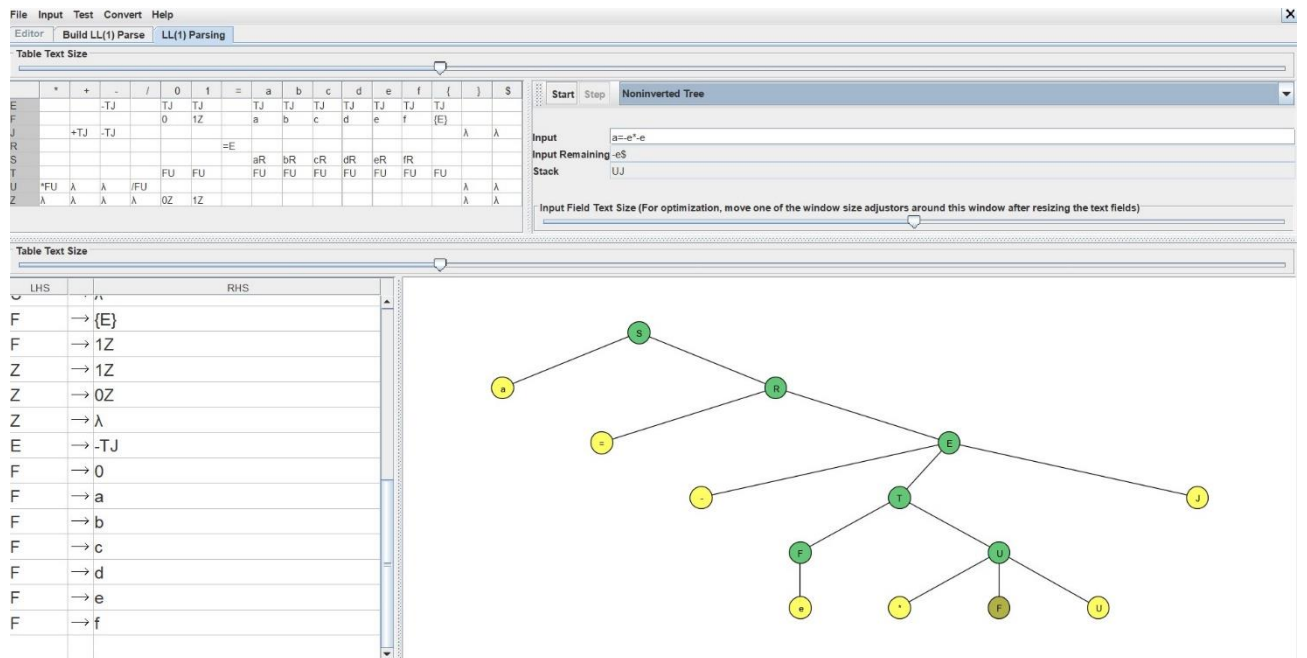 File Input Test Convert Help
Editor Build LL(1) Parse LL(1) Parsing
Table Text Size
* + - / 0 1 = a b c d e f { } $
E -TJ TJ TJ TJ TJ TJ TJ TJ TJ TJ
F 0 1Z a b c d e f {E}
J +TJ -TJ λ λ
R =E
S aR bR cR dR eR fR
T FU FU FU FU FU FU FU FU FU
U *FU λ λ /FU λ λ
Z λ λ λ λ 0Z 1Z λ λ
Start Step Noninverted Tree
Input a=-e*-e
Input Remaining -e$
Stack UJ
Input Field Text Size (For optimization, move one of the window size adjustors around this window after resizing the text fields)
Table Text Size
LHS RHS
F → {E}
F → 1Z
Z → 1Z
Z → 0Z
Z → λ
E → -TJ
F → 0
F → a
F → b
F → c
F → d
F → e
F → f
S
a R
= E
- T J
F U
e * F U